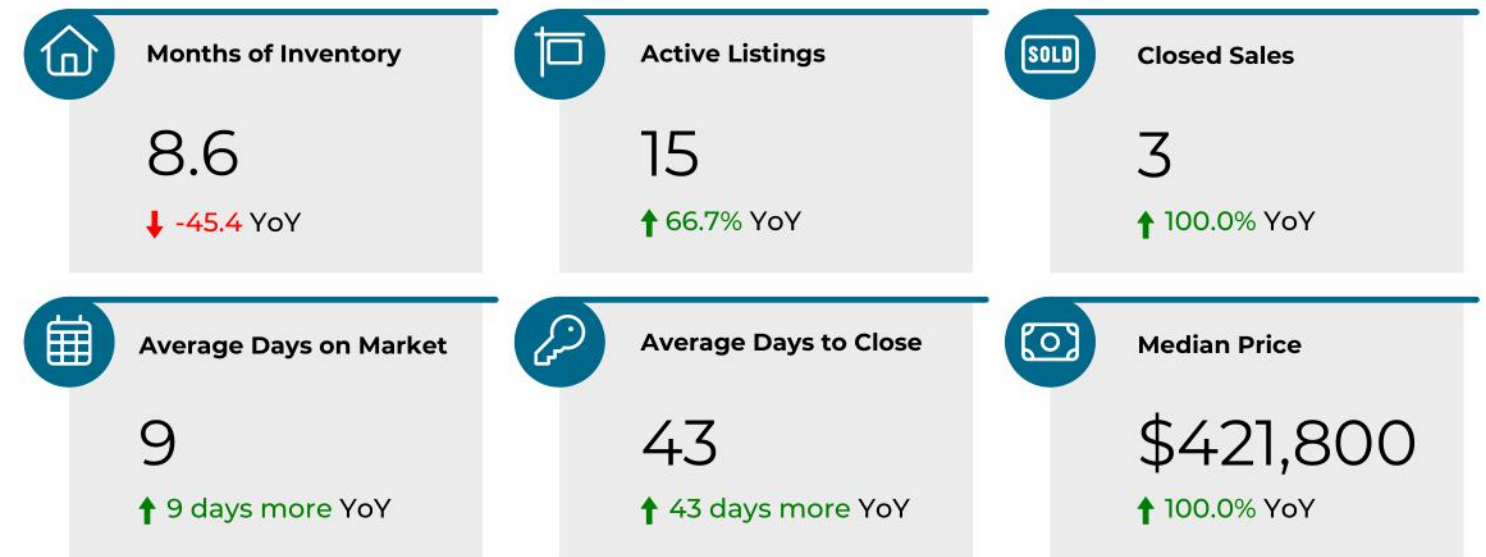 Months of Inventory
8.6
-45.4 YoY
Active Listings
15
66.7% YoY
SOLD
Closed Sales
3
100.0% YoY
Average Days on Market
9
9 days more YoY
Average Days to Close
43
43 days more YoY
Median Price
$421,800
100.0% YoY